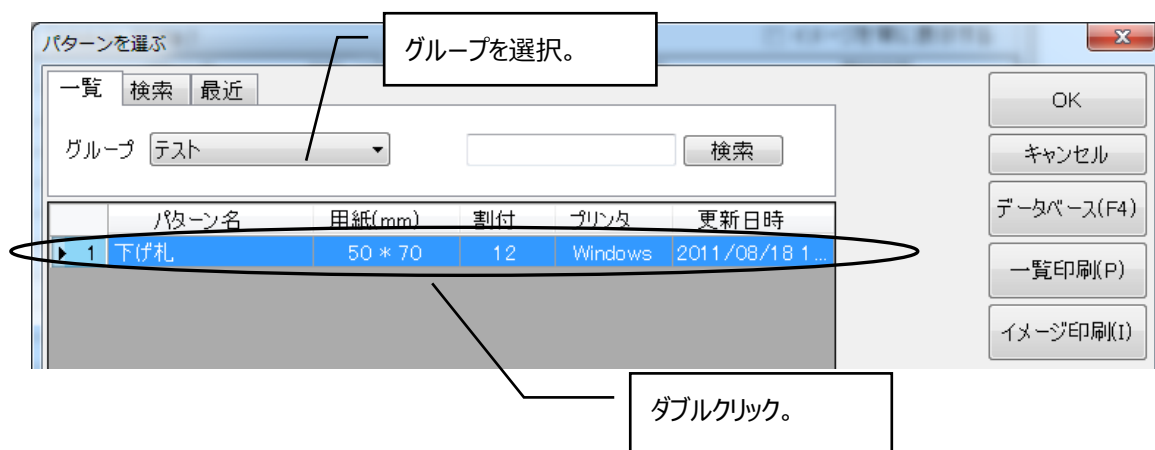 パターンを選ぶ
グループを選択。
一覧 検索 最近
グループ テスト 検索
OK
キャンセル
データベース(F4)
一覧印刷(P)
イメージ印刷(I)
パターン名 用紙(mm) 割付 プリンタ 更新日時
1 下げ札 50 * 70 12 Windows 2011/08/18 1...
ダブルクリック。